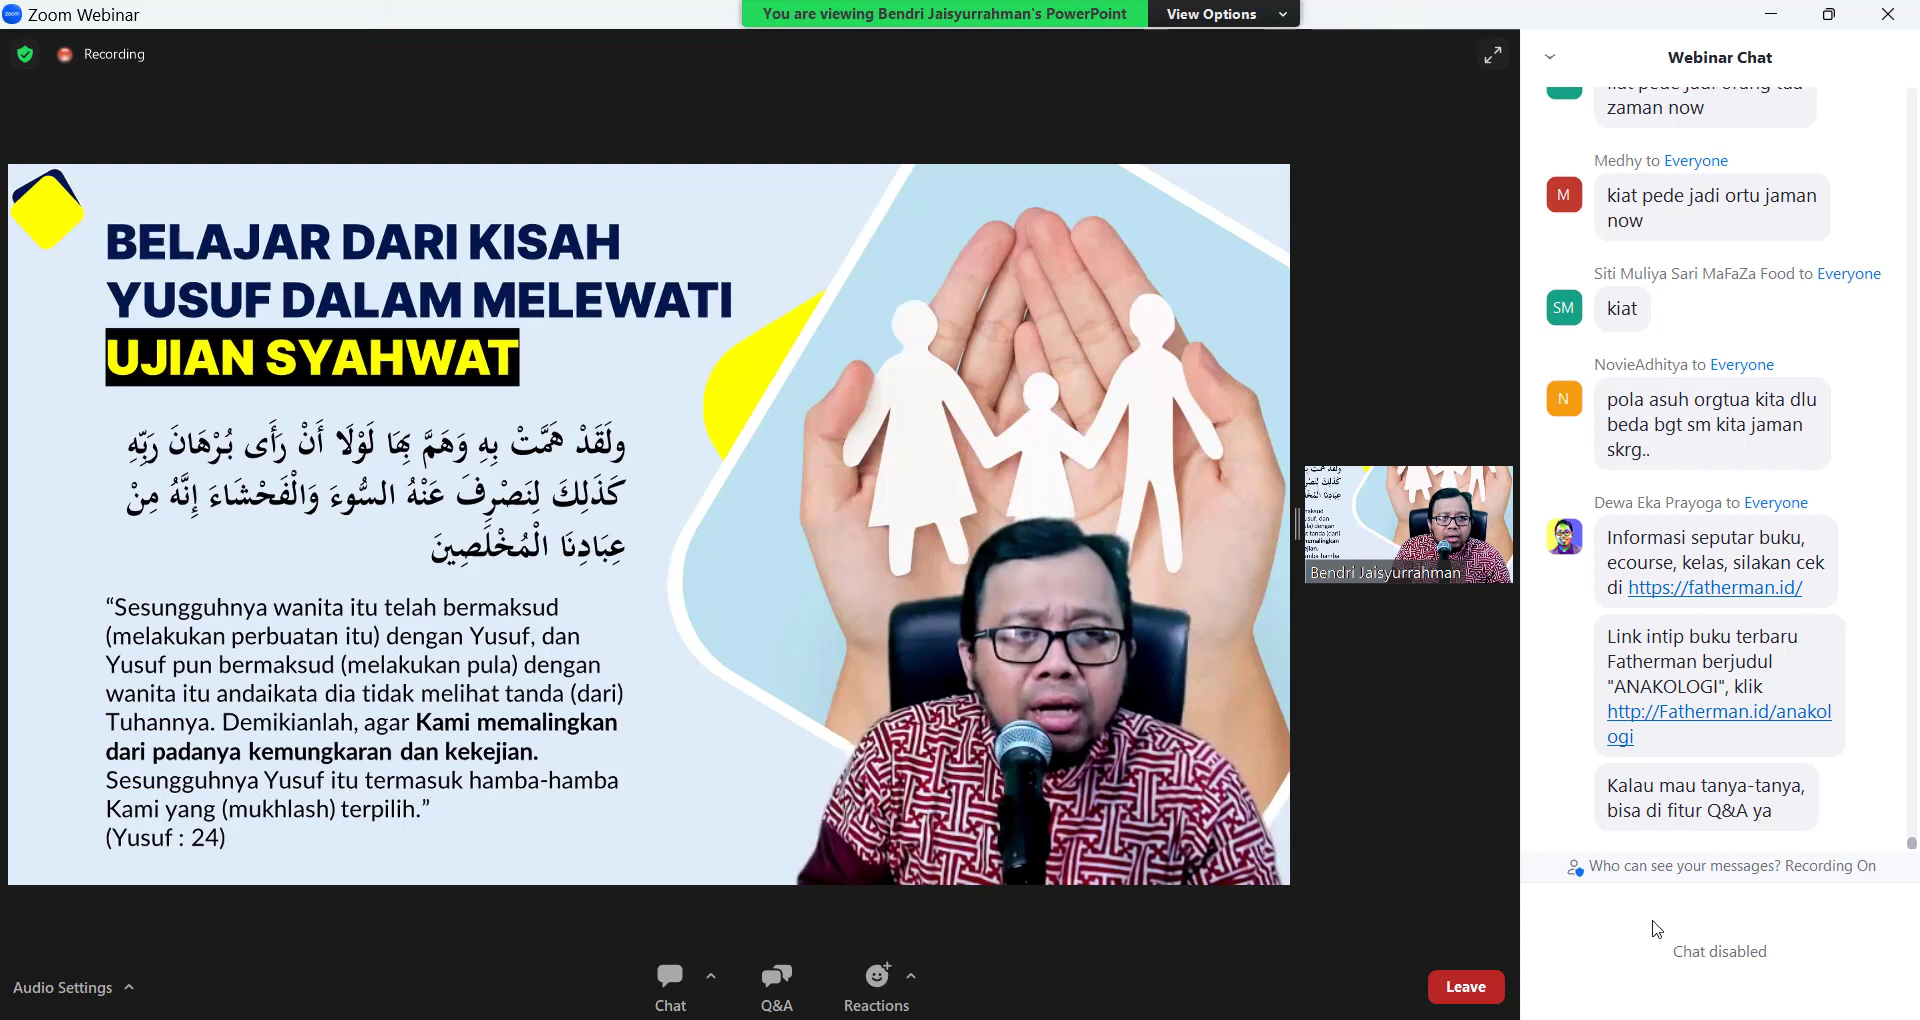 Zoom Webinar
You are viewing Bendri Jaisyurrahman's PowerPoint
View Options
Recording
BELAJAR DARI KISAH
YUSUF DALAM MELEWATI
UJIAN SYAHWAT
ولَقَدْ هَمَّتْ بِهِ وَهَمَّ بِهَا لَوْلَا أَنْ رَأَى بُرْهَانَ رَبِّهِ
كَذَلِكَ لِنَصْرِفَ عَنْهُ السُّوءَ وَالْفَحْشَاءَ إِنَّهُ مِنْ
عِبَادِنَا الْمُخْلَصِينَ
“Sesungguhnya wanita itu telah bermaksud
(melakukan perbuatan itu) dengan Yusuf, dan
Yusuf pun bermaksud (melakukan pula) dengan
wanita itu andaikata dia tidak melihat tanda (dari)
Tuhannya. Demikianlah, agar Kami memalingkan
dari padanya kemungkaran dan kekejian.
Sesungguhnya Yusuf itu termasuk hamba-hamba
Kami yang (mukhlash) terpilih.”
(Yusuf : 24)
Bendri Jaisyurrahman
Webinar Chat
zaman now
Medhy to Everyone
M
kiat pede jadi ortu jaman
now
Siti Muliya Sari MaFaZa Food to Everyone
SM
kiat
NovieAdhitya to Everyone
N
pola asuh orgtua kita dlu
beda bgt sm kita jaman
skrg..
Dewa Eka Prayoga to Everyone
Informasi seputar buku,
ecourse, kelas, silakan cek
di https://fatherman.id/
Link intip buku terbaru
Fatherman berjudul
"ANAKOLOGI", klik
http://Fatherman.id/anakol
ogi
Kalau mau tanya-tanya,
bisa di fitur Q&A ya
Who can see your messages? Recording On
Chat disabled
Audio Settings
Chat
Q&A
Reactions
Leave